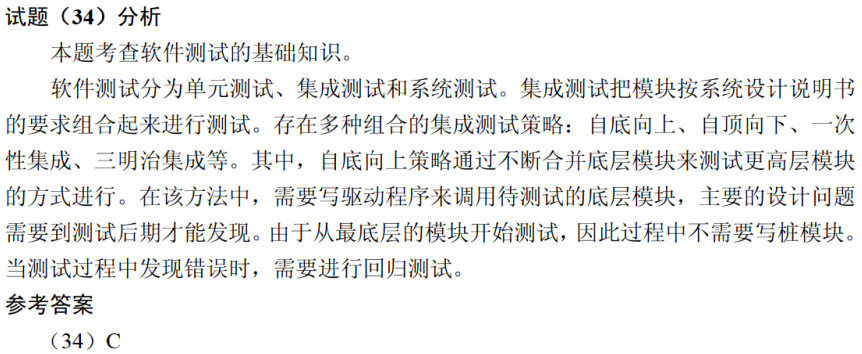 试题（34）分析
本题考查软件测试的基础知识。
软件测试分为单元测试、集成测试和系统测试。集成测试把模块按系统设计说明书
的要求组合起来进行测试。存在多种组合的集成测试策略：自底向上、自顶向下、一次
性集成、三明治集成等。其中，自底向上策略通过不断合并底层模块来测试更高层模块
的方式进行。在该方法中，需要写驱动程序来调用待测试的底层模块，主要的设计问题
需要到测试后期才能发现。由于从最底层的模块开始测试，因此过程中不需要写桩模块。
当测试过程中发现错误时，需要进行回归测试。
参考答案
（34）C